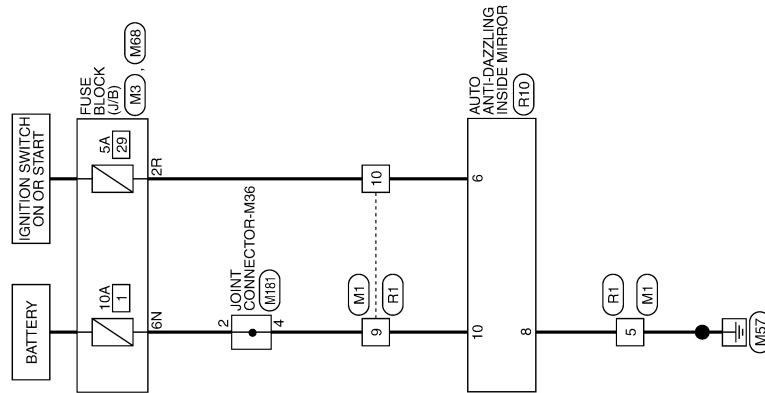 IGNITION SWITCH
ON OR START
BATTERY
FUSE
BLOCK
(J/B)
M3 , M68
5A
29
10A
1
2R
6N
JOINT
CONNECTOR-M36
M181
2
4
M1
10
9
R1
AUTO
ANTI-DAZZLING
INSIDE MIRROR
R10
6
10
8
R1
5
M1
M57